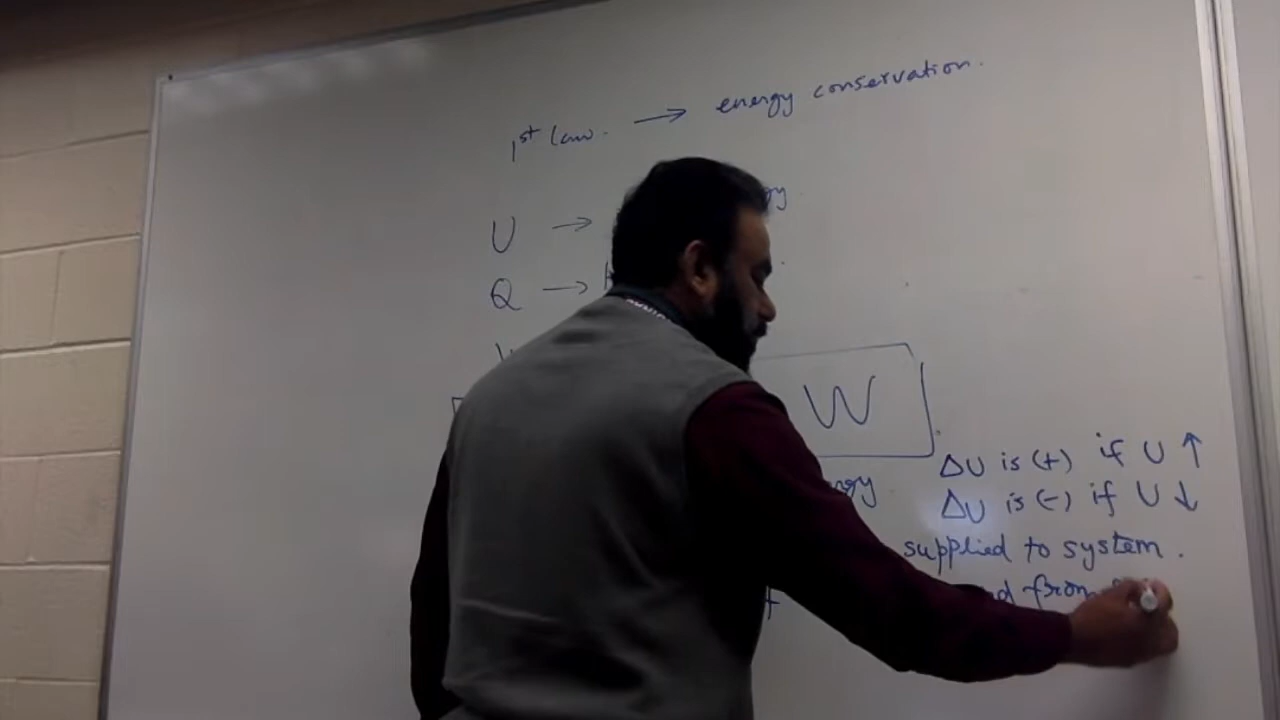 1st law. → energy conservation.
U →
Q →
W
ΔU is (+) if U ↑
ΔU is (-) if U ↓
supplied to system.
from